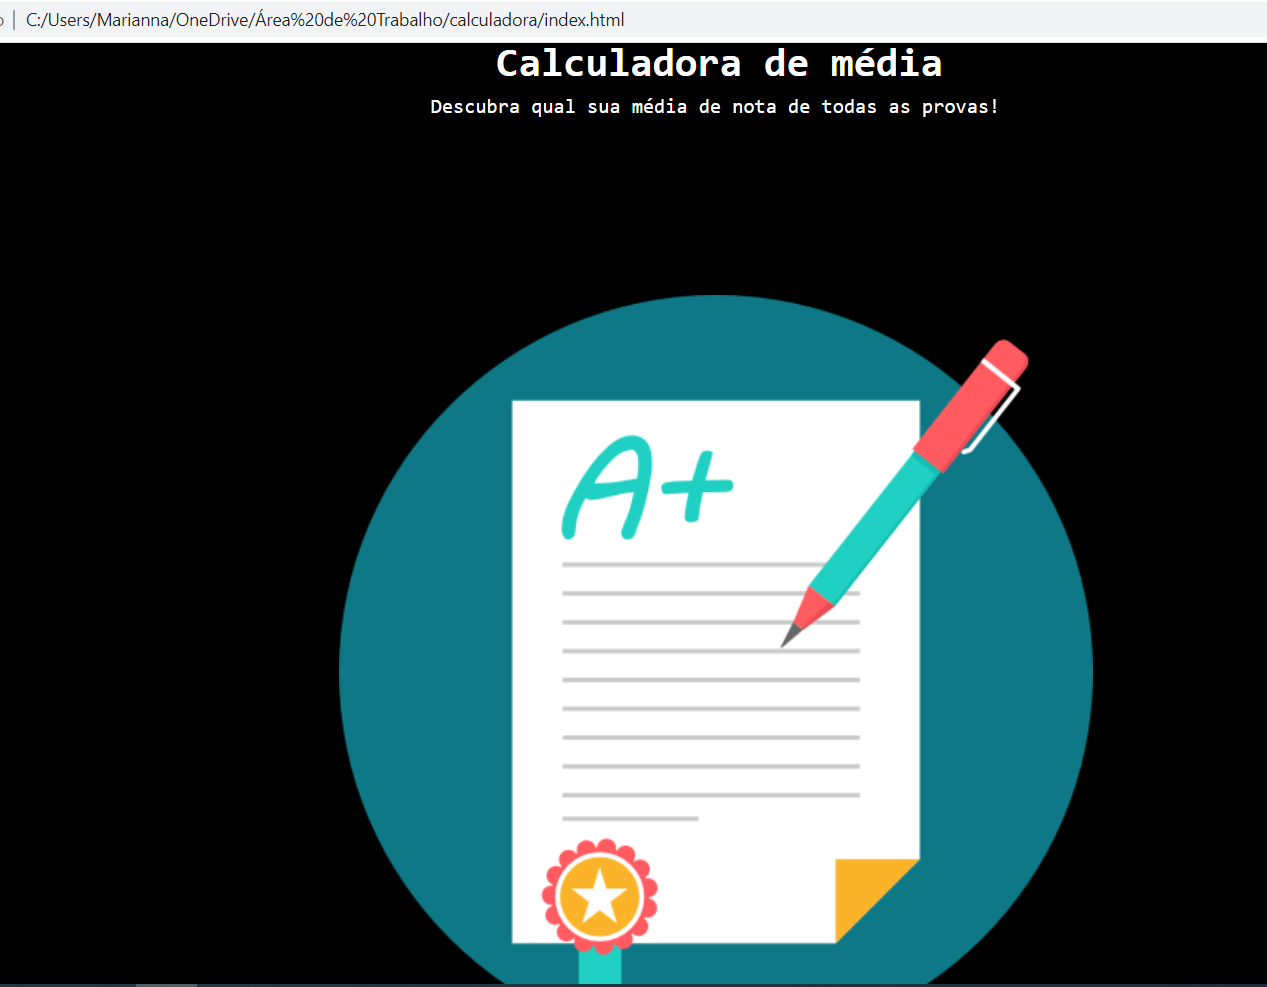 C:/Users/Marianna/OneDrive/Área%20de%20Trabalho/calculadora/index.html
Calculadora de média
Descubra qual sua média de nota de todas as provas!
A+